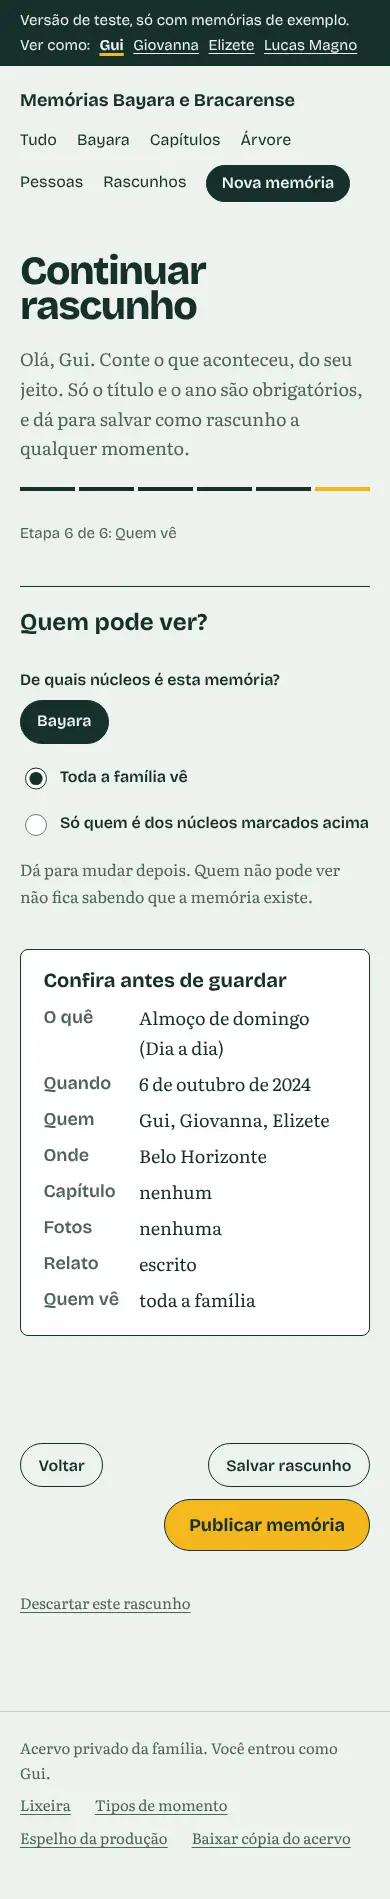 Versão de teste, só com memórias de exemplo.
Ver como: Gui Giovanna Elizete Lucas Magno
Memórias Bayara e Bracarense
Tudo Bayara Capítulos Árvore
Pessoas Rascunhos Nova memória
Continuar
rascunho
Olá, Gui. Conte o que aconteceu, do seu
jeito. Só o título e o ano são obrigatórios,
e dá para salvar como rascunho a
qualquer momento.
Etapa 6 de 6: Quem vê
Quem pode ver?
De quais núcleos é esta memória?
Bayara
Toda a família vê
Só quem é dos núcleos marcados acima
Dá para mudar depois. Quem não pode ver
não fica sabendo que a memória existe.
Confira antes de guardar
O quê Almoço de domingo
(Dia a dia)
Quando 6 de outubro de 2024
Quem Gui, Giovanna, Elizete
Onde Belo Horizonte
Capítulo nenhum
Fotos nenhuma
Relato escrito
Quem vê toda a família
Voltar Salvar rascunho
Publicar memória
Descartar este rascunho
Acervo privado da família. Você entrou como
Gui.
Lixeira Tipos de momento
Espelho da produção Baixar cópia do acervo